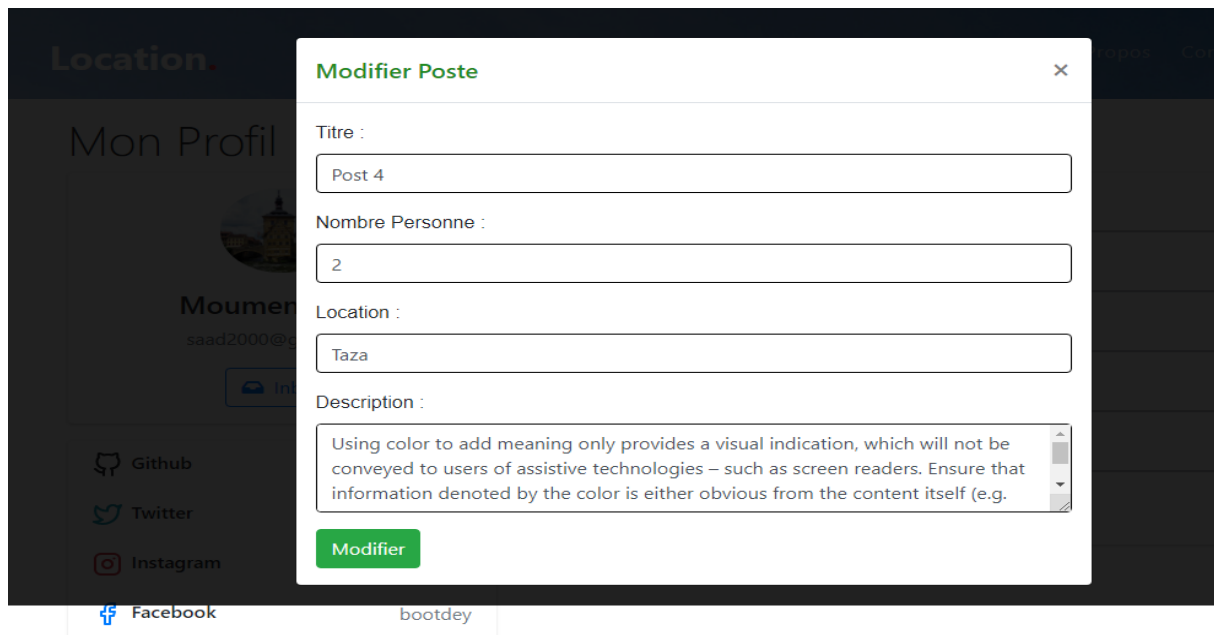 Location.
Propos
Mon Profil
Moumen
saad2000@
Github
Twitter
Instagram
Facebook
bootdey
Modifier Poste
×
Titre :
Post 4
Nombre Personne :
2
Location :
Taza
Description :
Using color to add meaning only provides a visual indication, which will not be
conveyed to users of assistive technologies – such as screen readers. Ensure that
information denoted by the color is either obvious from the content itself (e.g.
Modifier